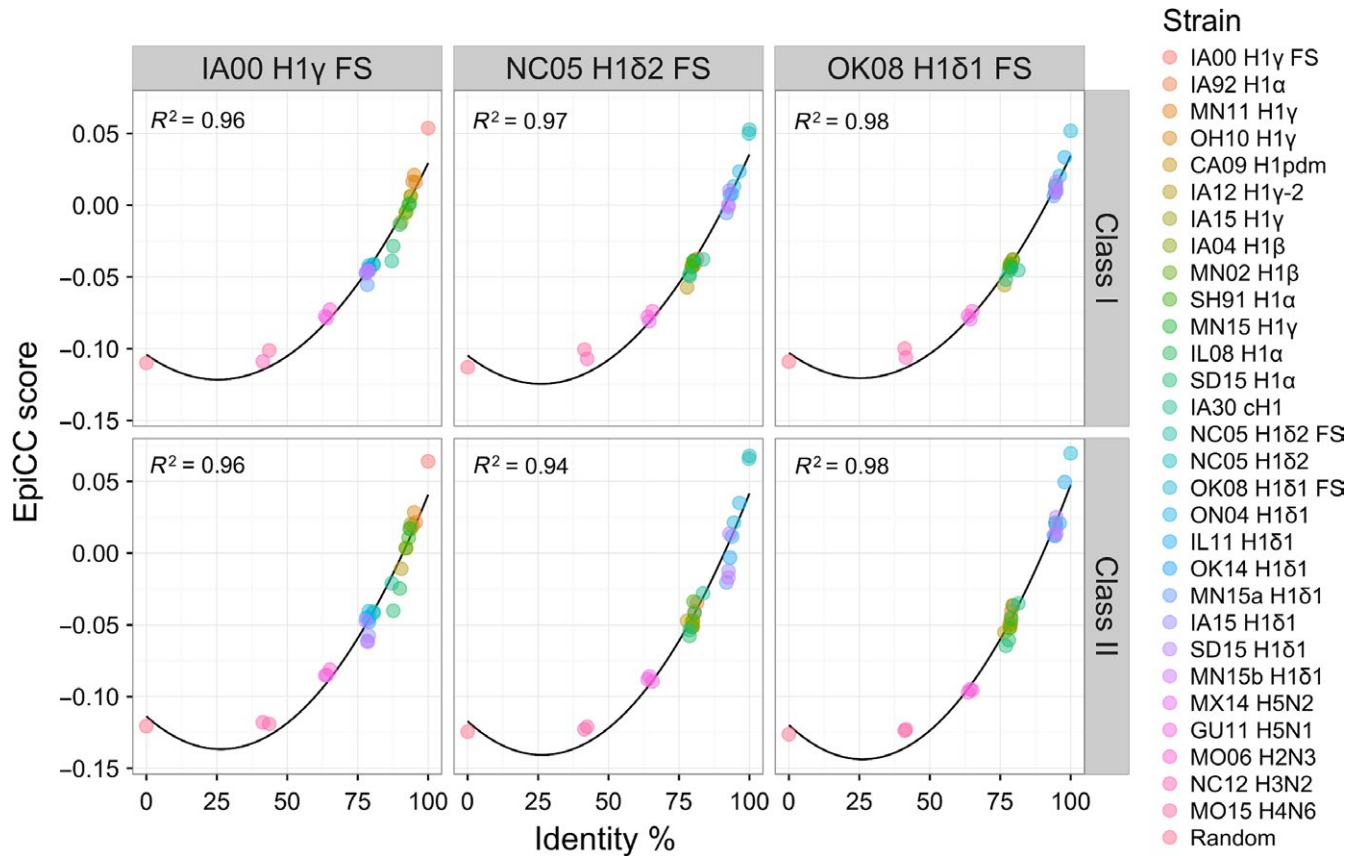 IA00 H1γ FS
NC05 H1δ2 FS
OK08 H1δ1 FS
R² = 0.96
R² = 0.97
R² = 0.98
0.05
0.00
−0.05
−0.10
−0.15
Class I
R² = 0.96
R² = 0.94
R² = 0.98
0.05
0.00
−0.05
−0.10
−0.15
Class II
EpiCC score
0 25 50 75 100
0 25 50 75 100
0 25 50 75 100
Identity %
Strain
IA00 H1γ FS
IA92 H1α
MN11 H1γ
OH10 H1γ
CA09 H1pdm
IA12 H1γ-2
IA15 H1γ
IA04 H1β
MN02 H1β
SH91 H1α
MN15 H1γ
IL08 H1α
SD15 H1α
IA30 cH1
NC05 H1δ2 FS
NC05 H1δ2
OK08 H1δ1 FS
ON04 H1δ1
IL11 H1δ1
OK14 H1δ1
MN15a H1δ1
IA15 H1δ1
SD15 H1δ1
MN15b H1δ1
MX14 H5N2
GU11 H5N1
MO06 H2N3
NC12 H3N2
MO15 H4N6
Random